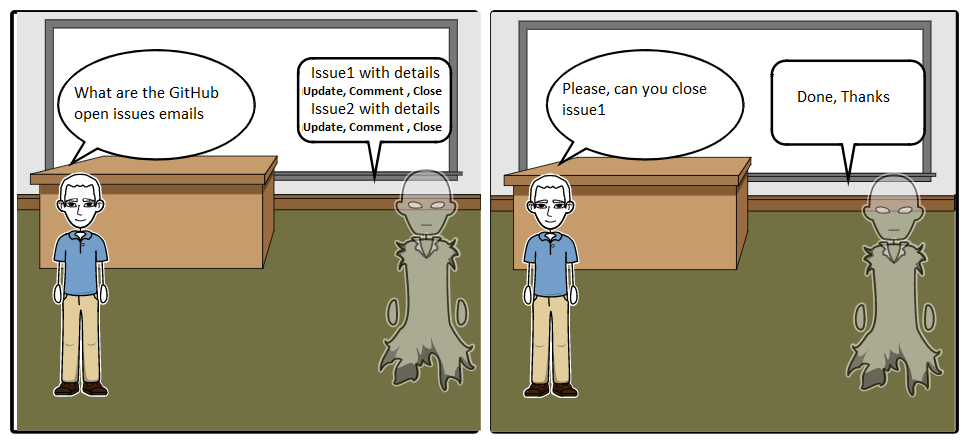 What are the GitHub
open issues emails
Issue1 with details
Update, Comment , Close
Issue2 with details
Update, Comment , Close
Please, can you close
issue1
Done, Thanks